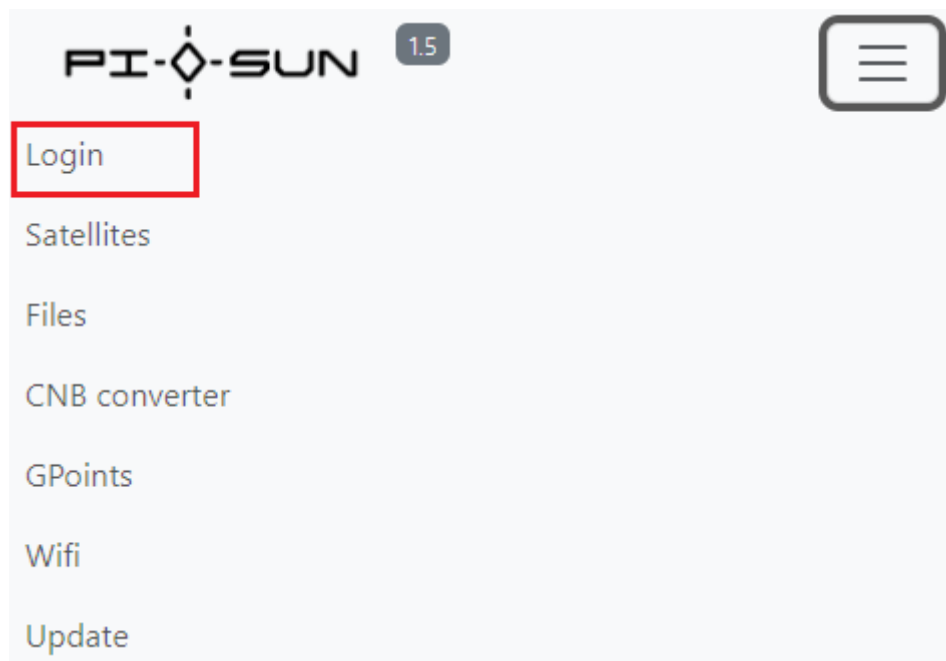 PI-SUN 1.5
Login
Satellites
Files
CNB converter
GPoints
Wifi
Update